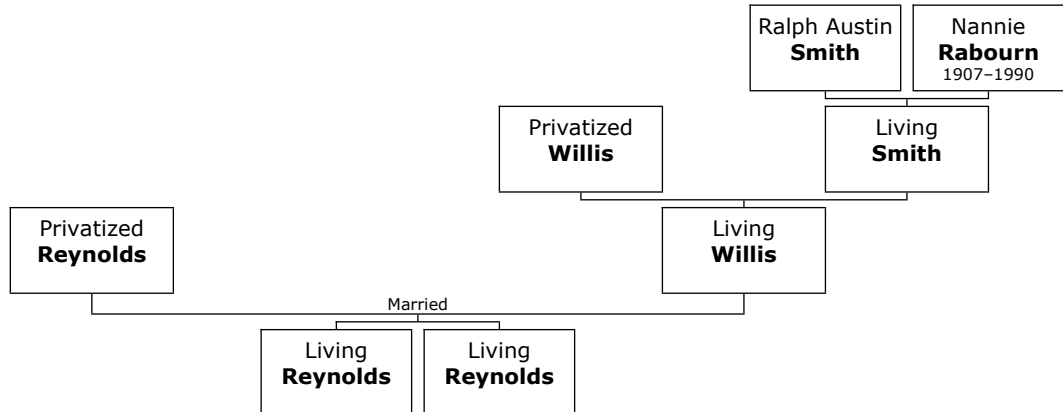 Ralph Austin
Smith
Nannie
Rabourn
1907–1990
Privatized
Willis
Living
Smith
Privatized
Reynolds
Living
Willis
Married
Living
Reynolds
Living
Reynolds